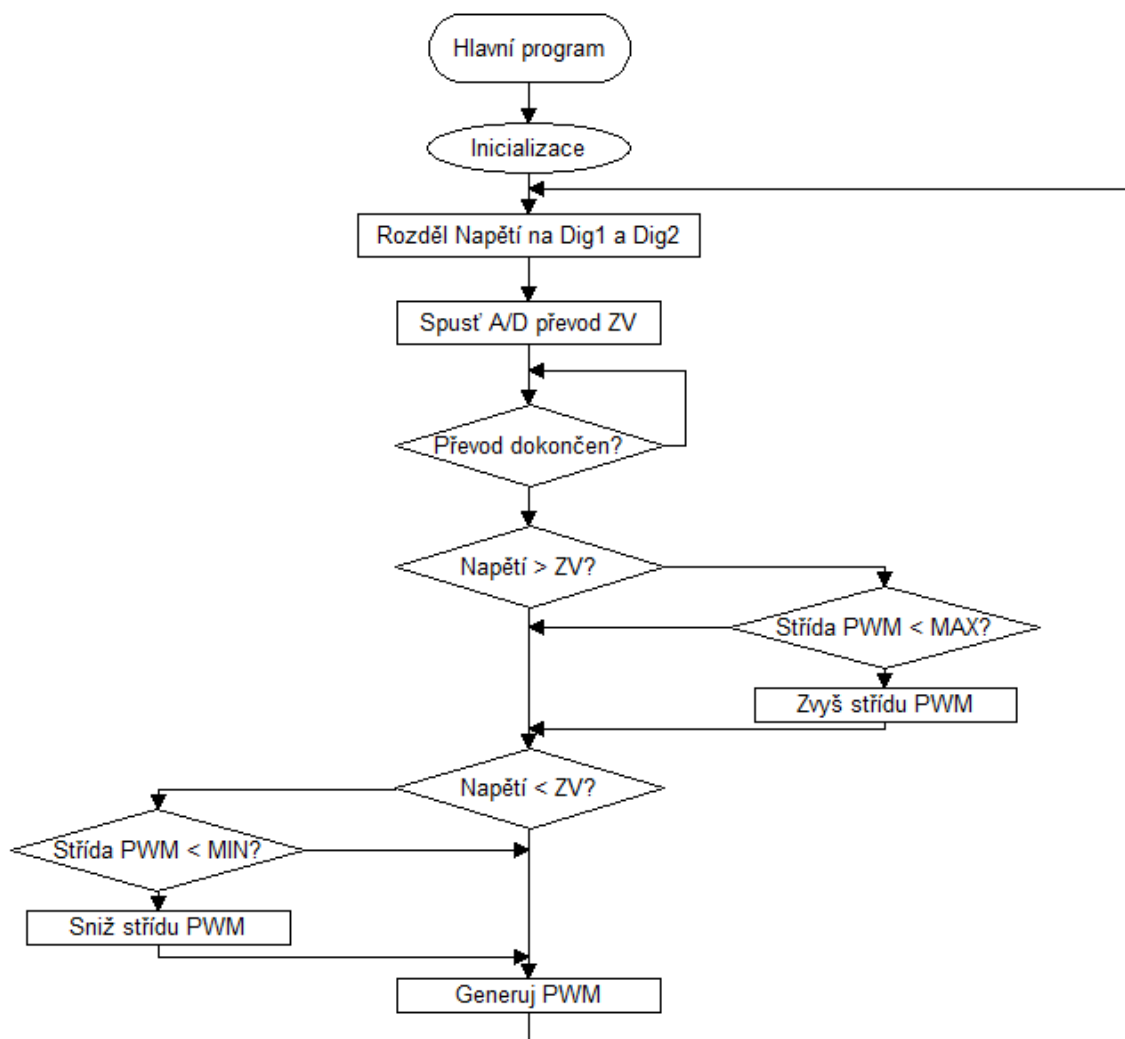 Hlavní program
Inicializace
Rozděl Napětí na Dig1 a Dig2
Spusť A/D převod ZV
Převod dokončen?
Napětí > ZV?
Střída PWM < MAX?
Zvyš střídu PWM
Napětí < ZV?
Střída PWM < MIN?
Sniž střídu PWM
Generuj PWM